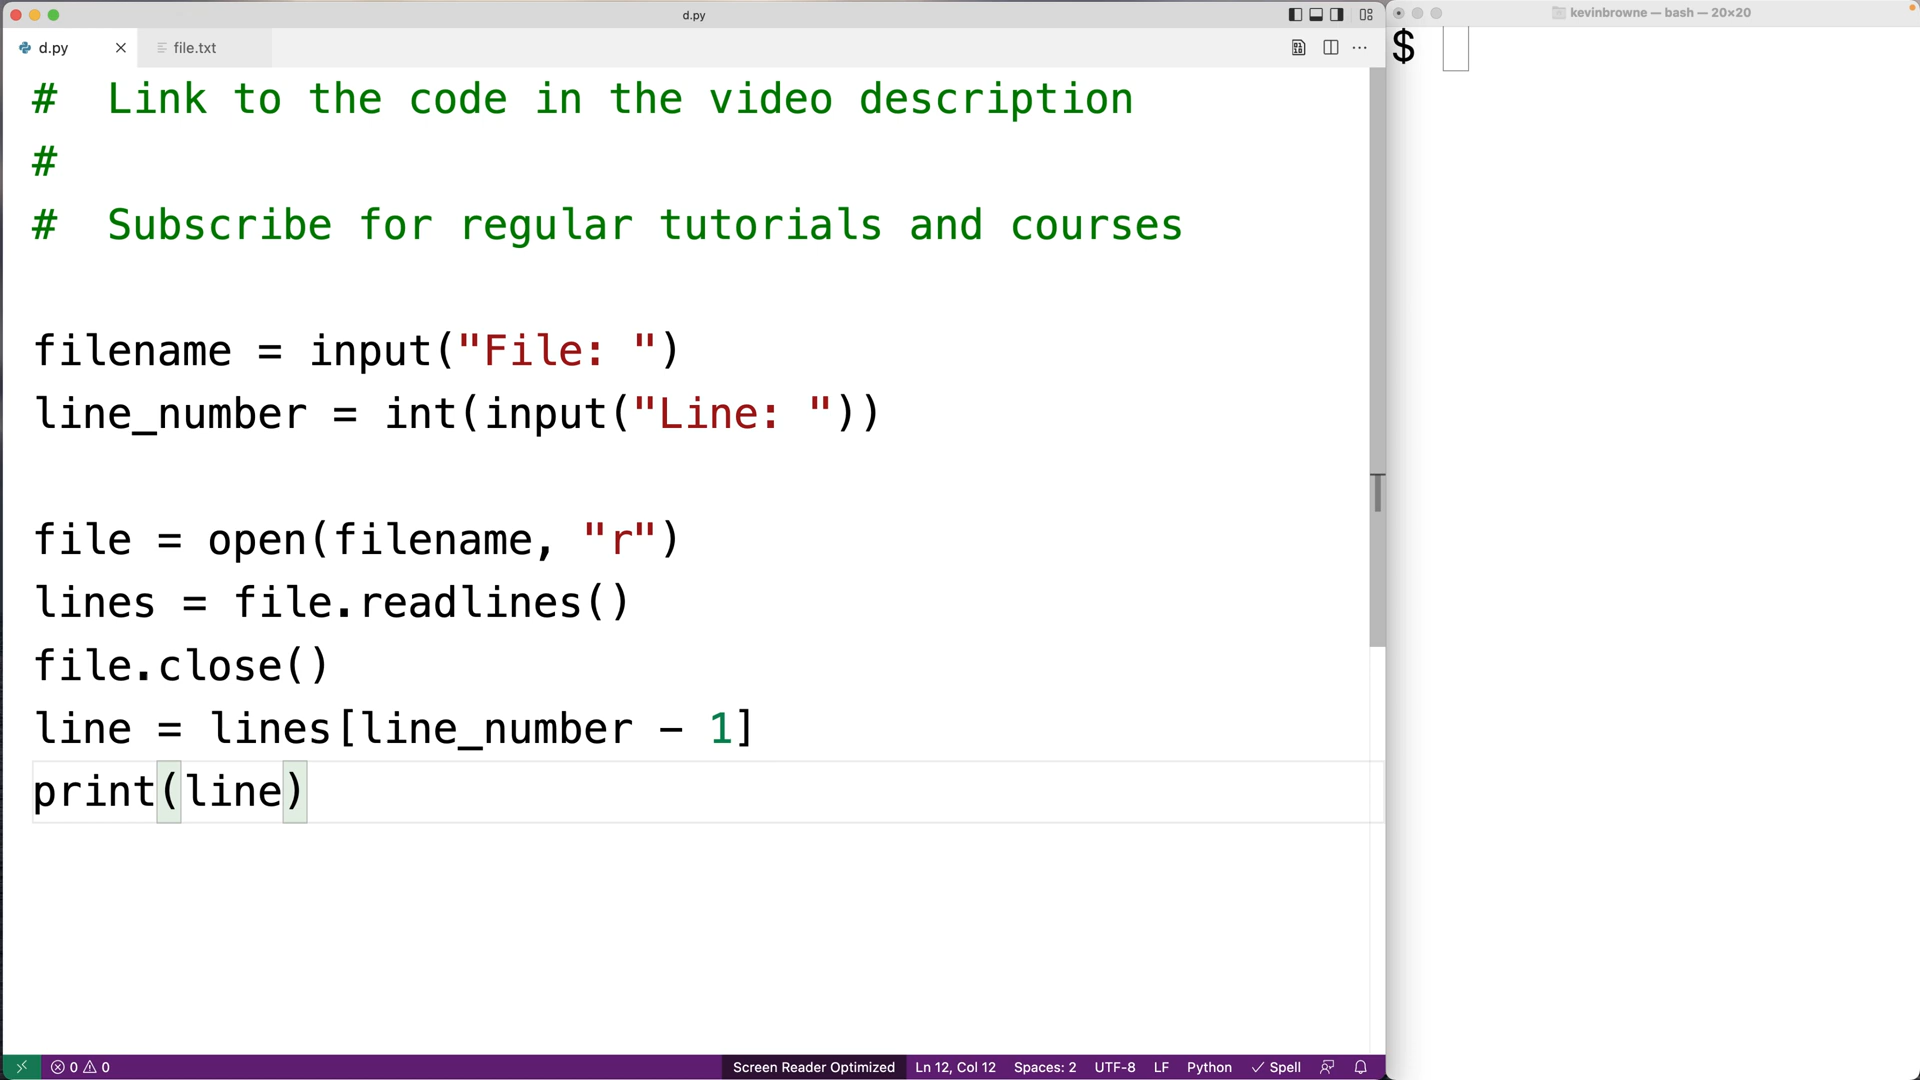 d.py
kevinbrowne — bash — 20×20
d.py
file.txt
$
#  Link to the code in the video description
#
#  Subscribe for regular tutorials and courses
filename = input("File: ")
line_number = int(input("Line: "))
file = open(filename, "r")
lines = file.readlines()
file.close()
line = lines[line_number - 1]
print(line)
0 0
Screen Reader Optimized
Ln 12, Col 12
Spaces: 2
UTF-8
LF
Python
Spell